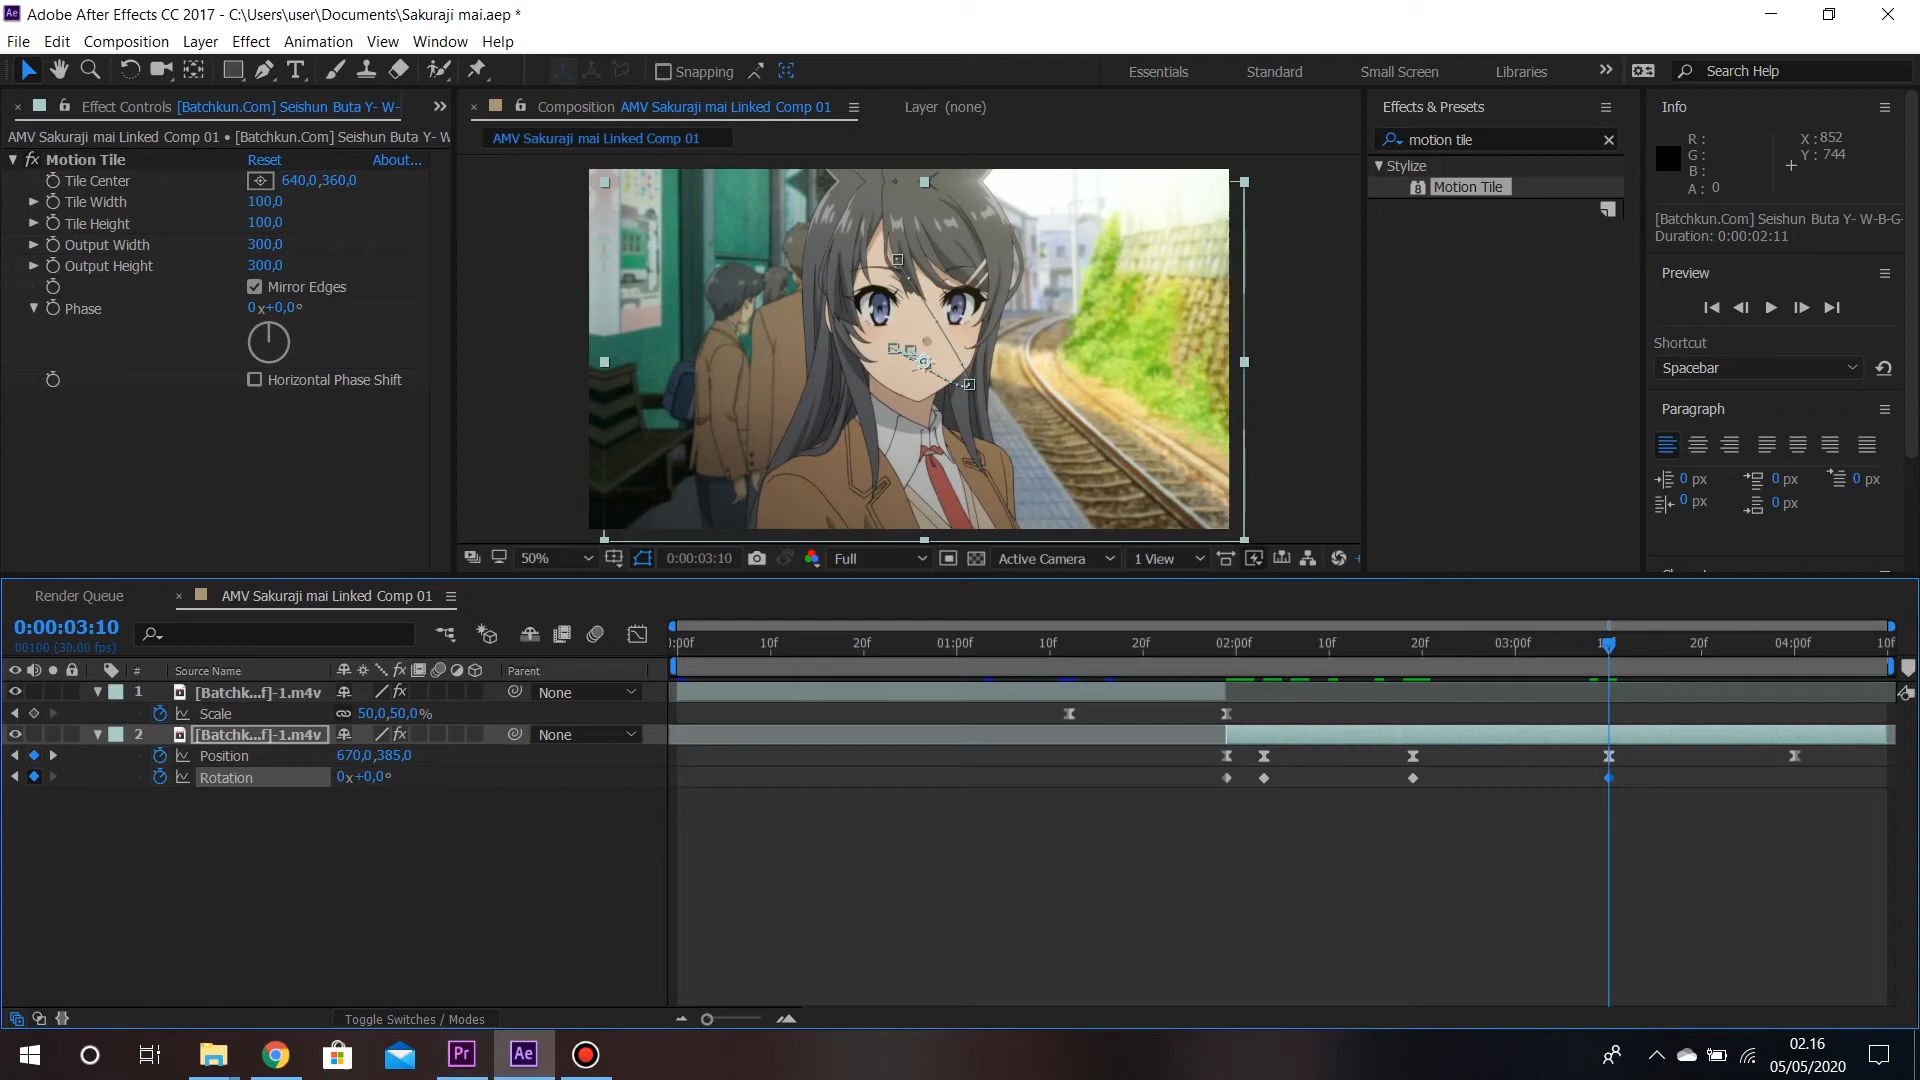 Adobe After Effects CC 2017 - C:\Users\user\Documents\Sakuraji mai.aep *
File Edit Composition Layer Effect Animation View Window Help
Snapping
Essentials Standard Small Screen Libraries
Search Help
Effect Controls [Batchkun.Com] Seishun Buta Y- W-
AMV Sakuraji mai Linked Comp 01 • [Batchkun.Com] Seishun Buta Y- W
fx Motion Tile Reset About...
Tile Center 640,0,360,0
Tile Width 100,0
Tile Height 100,0
Output Width 300,0
Output Height 300,0
Mirror Edges
Phase 0x+0,0°
Horizontal Phase Shift
Composition AMV Sakuraji mai Linked Comp 01
Layer (none)
AMV Sakuraji mai Linked Comp 01
50% 0:00:03:10 Full Active Camera 1 View
Effects & Presets
motion tile
Stylize
8 Motion Tile
Info
R : X : 852
G : Y : 744
B :
A : 0
[Batchkun.Com] Seishun Buta Y- W-B-G-
Duration: 0:00:02:11
Preview
Shortcut
Spacebar
Paragraph
0 px 0 px 0 px
0 px 0 px
Render Queue
AMV Sakuraji mai Linked Comp 01
0:00:03:10
00100 (30.00 fps)
# Source Name fx Parent
:00f 10f 20f 01:00f 10f 20f 02:00f 10f 20f 03:00f 20f 04:00f 10f
1 [Batchk...f]-1.m4v fx None
Scale 50,0,50,0%
2 [Batchk...f]-1.m4v fx None
Position 670,0,385,0
Rotation 0x+0,0°
Toggle Switches / Modes
Pr Ae
02.16
05/05/2020